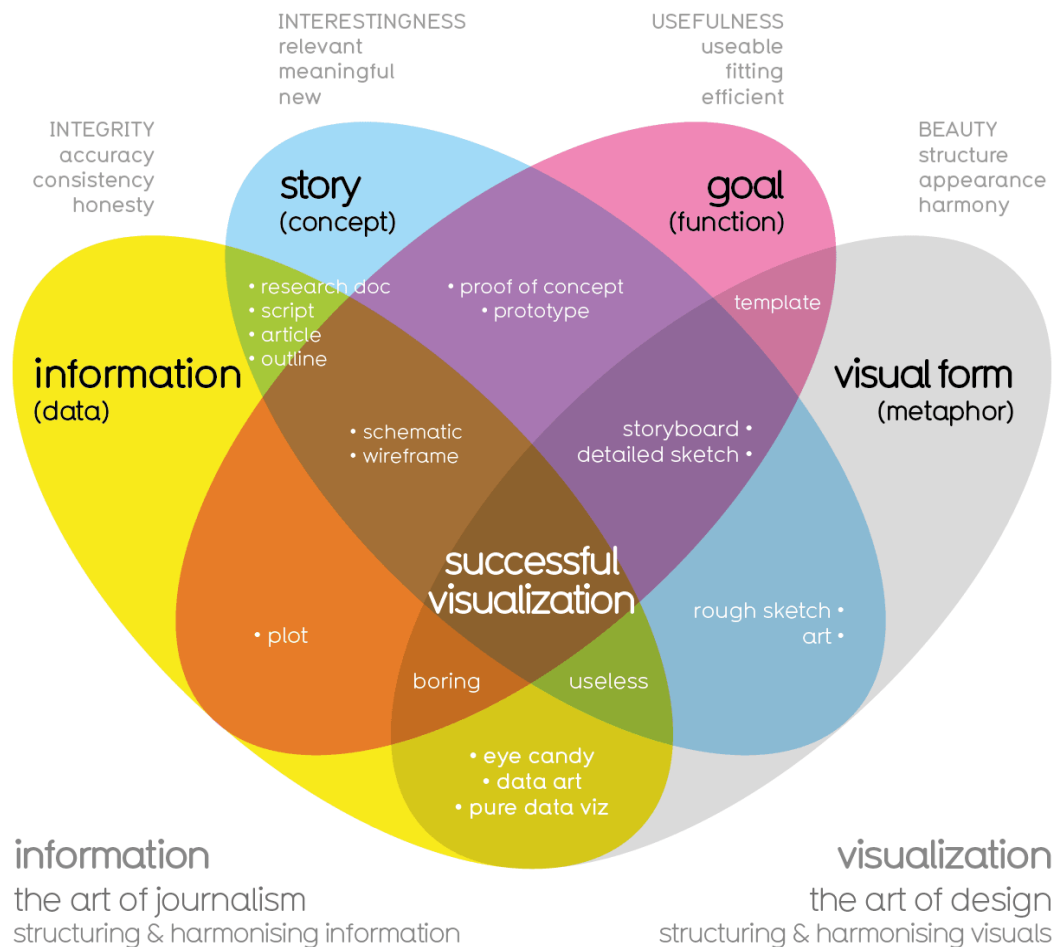 INTERESTINGNESS
relevant
meaningful
new
USEFULNESS
useable
fitting
efficient
INTEGRITY
accuracy
consistency
honesty
BEAUTY
structure
appearance
harmony
story
(concept)
goal
(function)
• research doc
• script
• article
• outline
• proof of concept
• prototype
template
information
(data)
visual form
(metaphor)
• schematic
• wireframe
storyboard •
detailed sketch •
successful
visualization
• plot
rough sketch •
art •
boring
useless
• eye candy
• data art
• pure data viz
information
the art of journalism
structuring & harmonising information
visualization
the art of design
structuring & harmonising visuals